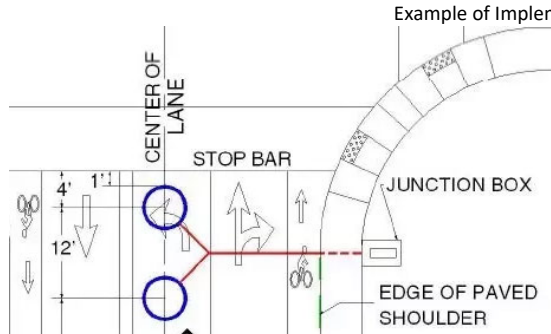 Example of Impler
CENTER OF
LANE
STOP BAR
4'
1'
12'
JUNCTION BOX
EDGE OF PAVED
SHOULDER